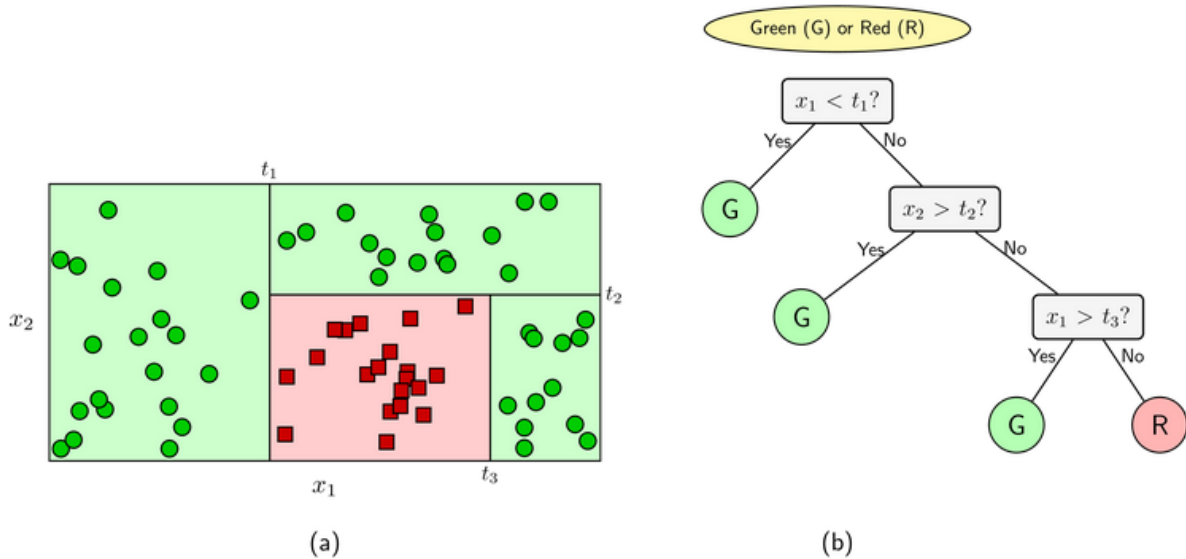 t₁
x₂
t₂
x₁
t₃
(a)
Green (G) or Red (R)
x₁ < t₁?
Yes
No
G
x₂ > t₂?
Yes
No
G
x₁ > t₃?
Yes
No
G
R
(b)